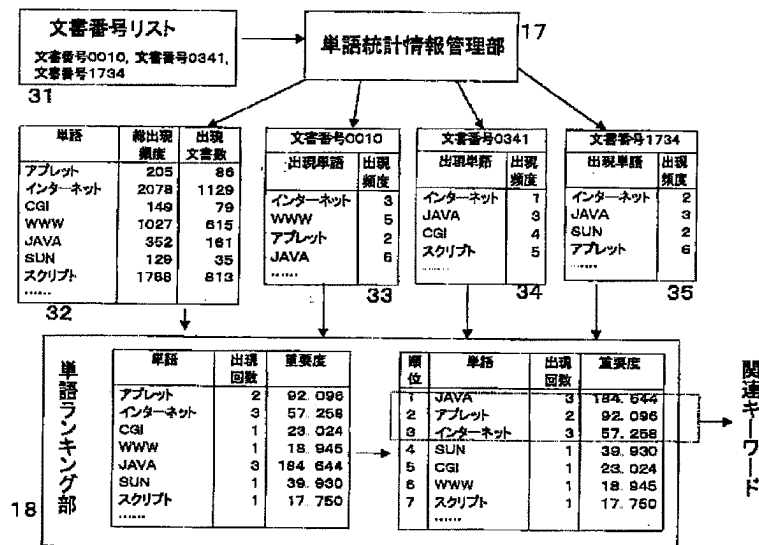 文書番号リスト
文書番号0010, 文書番号0341,
文書番号1734
31
単語統計情報管理部
17
単語 総出現頻度 出現文書数
アプレット 205 86
インターネット 2078 1129
CGI 149 79
WWW 1027 615
JAVA 352 161
SUN 129 35
スクリプト 1788 813
……
32
文書番号0010
出現単語 出現頻度
インターネット 3
WWW 5
アプレット 2
JAVA 6
……
33
文書番号0341
出現単語 出現頻度
インターネット 1
JAVA 3
CGI 4
スクリプト 5
……
34
文書番号1734
出現単語 出現頻度
インターネット 2
JAVA 3
SUN 2
アプレット 6
……
35
単語ランキング部
18
単語 出現回数 重要度
アプレット 2 92.096
インターネット 3 57.258
CGI 1 23.024
WWW 1 18.945
JAVA 3 184.644
SUN 1 39.930
スクリプト 1 17.750
……
順位 単語 出現回数 重要度
1 JAVA 3 184.644
2 アプレット 2 92.096
3 インターネット 3 57.258
4 SUN 1 39.930
5 CGI 1 23.024
6 WWW 1 18.945
7 スクリプト 1 17.750
……
関連キーワード